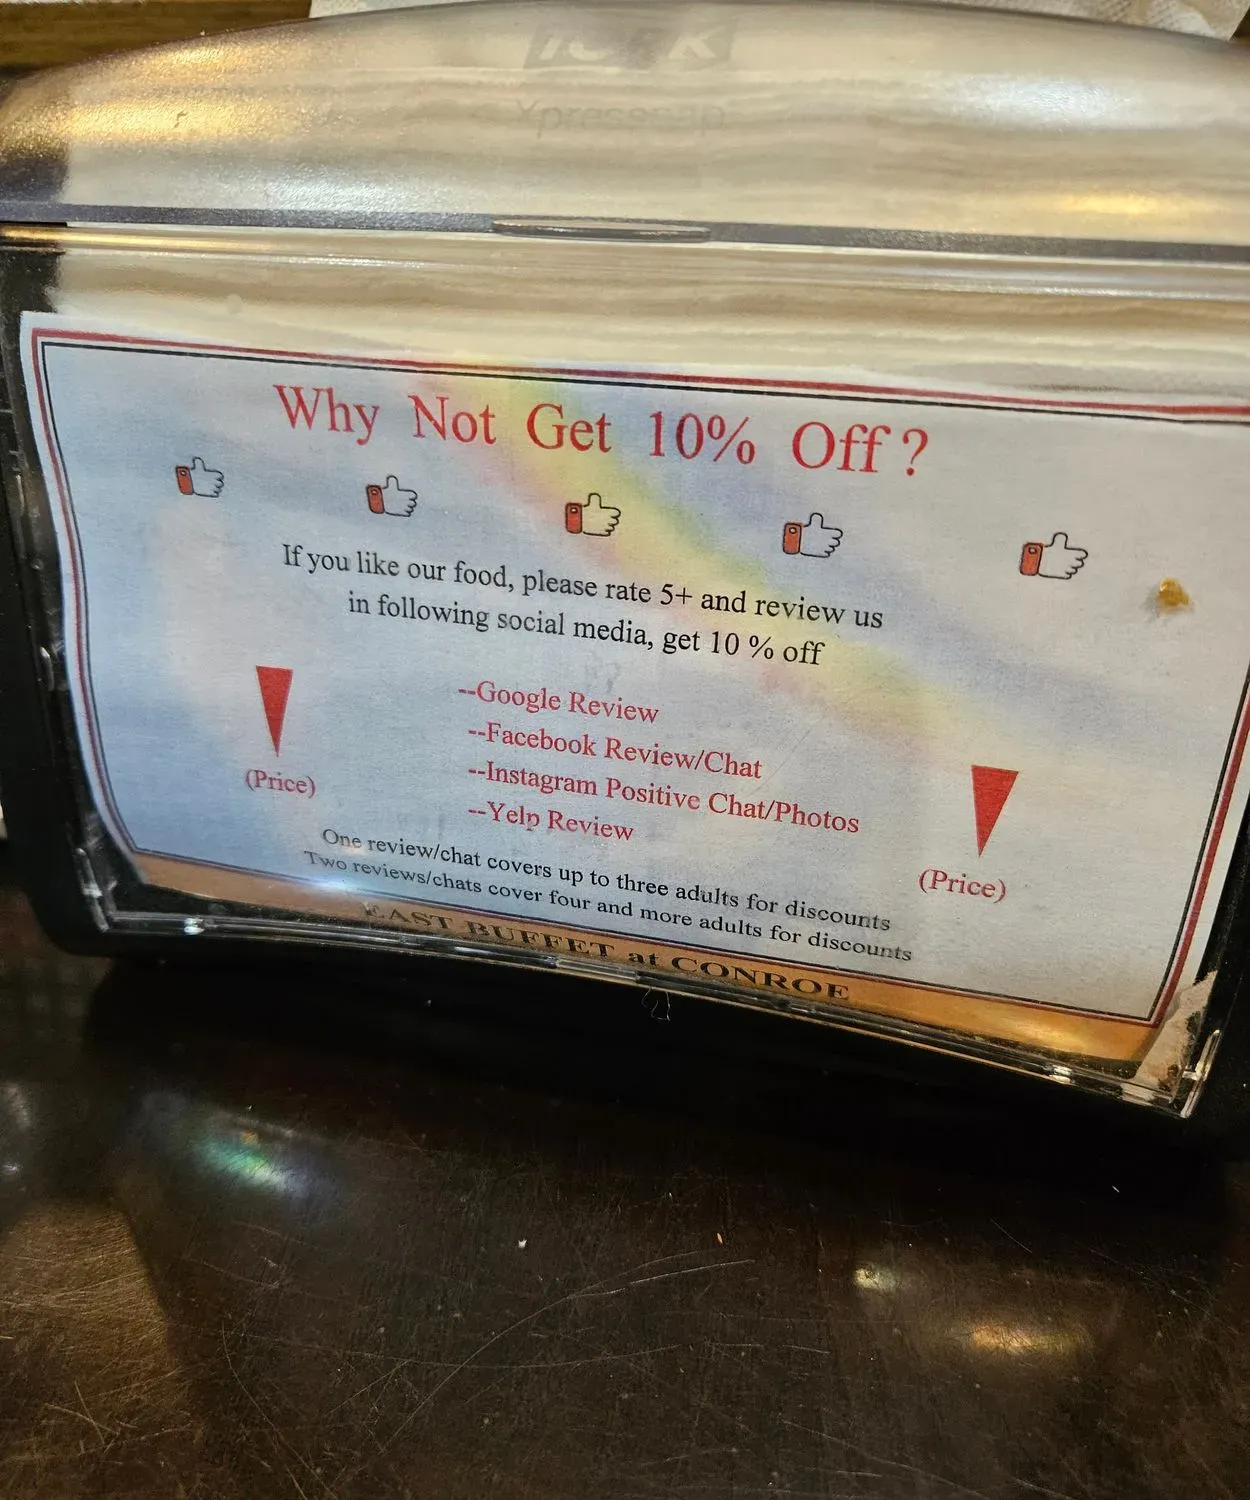 TORK
Xpressnap
Why Not Get 10% Off ?
If you like our food, please rate 5+ and review us
in following social media, get 10 % off
--Google Review
--Facebook Review/Chat
--Instagram Positive Chat/Photos
--Yelp Review
(Price)
(Price)
One review/chat covers up to three adults for discounts
Two reviews/chats cover four and more adults for discounts
EAST BUFFET at CONROE